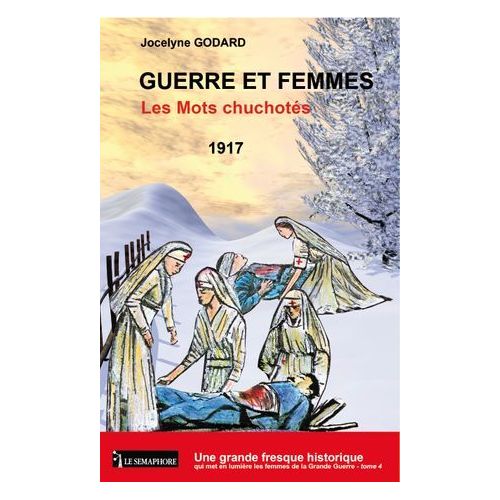 Jocelyne GODARD
GUERRE ET FEMMES
Les Mots chuchotés
1917
LE SEMAPHORE
Une grande fresque historique
qui met en lumière les femmes de la Grande Guerre - tome 4